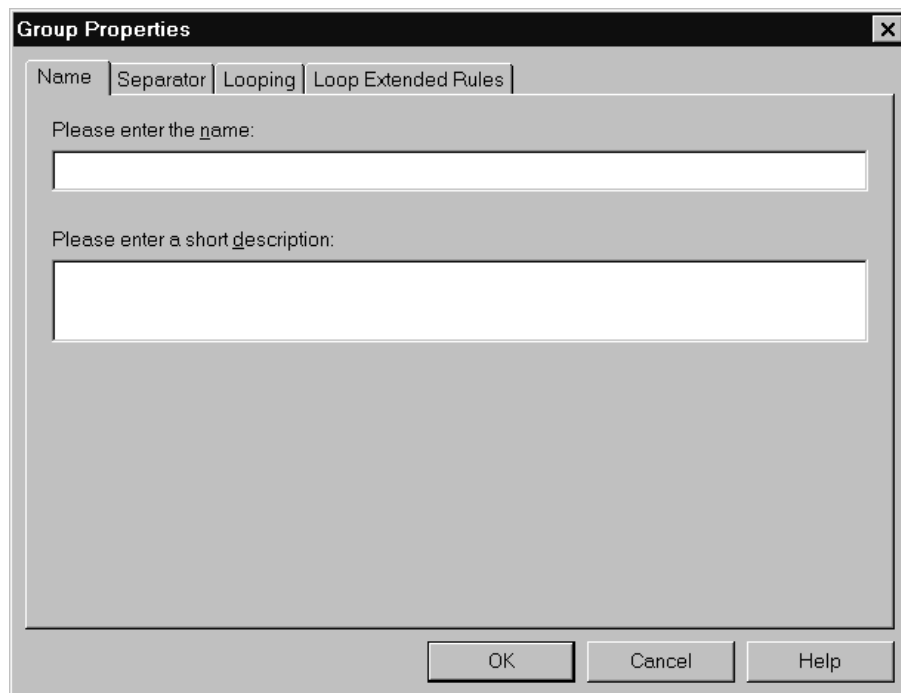 Group Properties
Name Separator Looping Loop Extended Rules
Please enter the name:
Please enter a short description:
OK Cancel Help